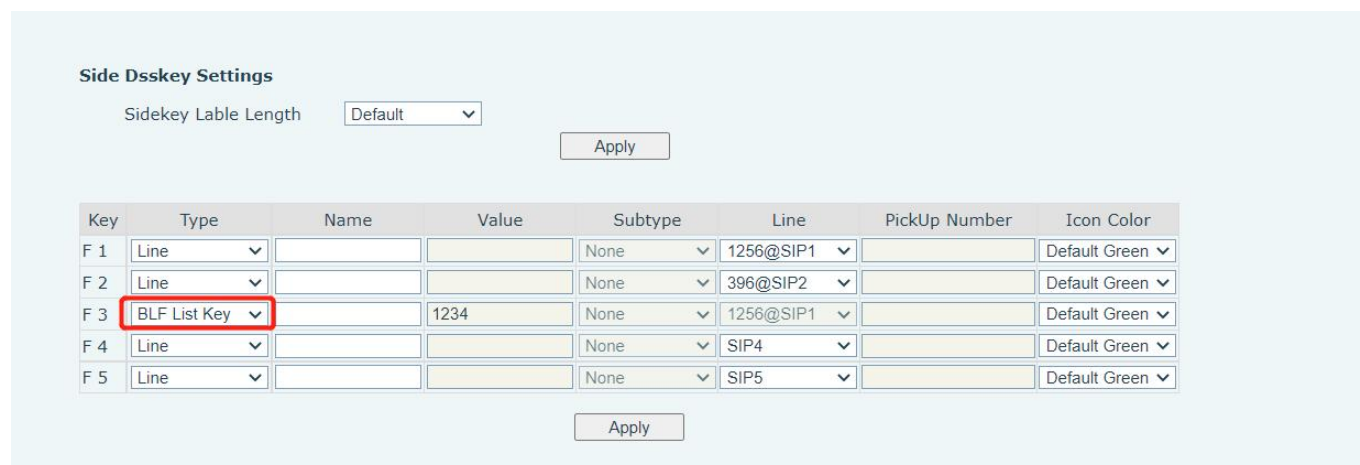 Side Dsskey Settings
Sidekey Lable Length Default
Apply
Key Type Name Value Subtype Line PickUp Number Icon Color
F 1 Line None 1256@SIP1 Default Green
F 2 Line None 396@SIP2 Default Green
F 3 BLF List Key 1234 None 1256@SIP1 Default Green
F 4 Line None SIP4 Default Green
F 5 Line None SIP5 Default Green
Apply